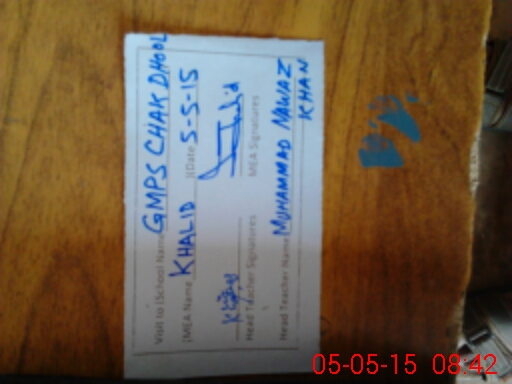 Visit to (School Name) GMPS CHAK DHOOL
(MEA Name) KHALID (Date) 5-5-15
Head Teacher Signatures MEA Signatures
Head Teacher Name MUHAMMAD NAWAZ
KHAN
05-05-15 08:42